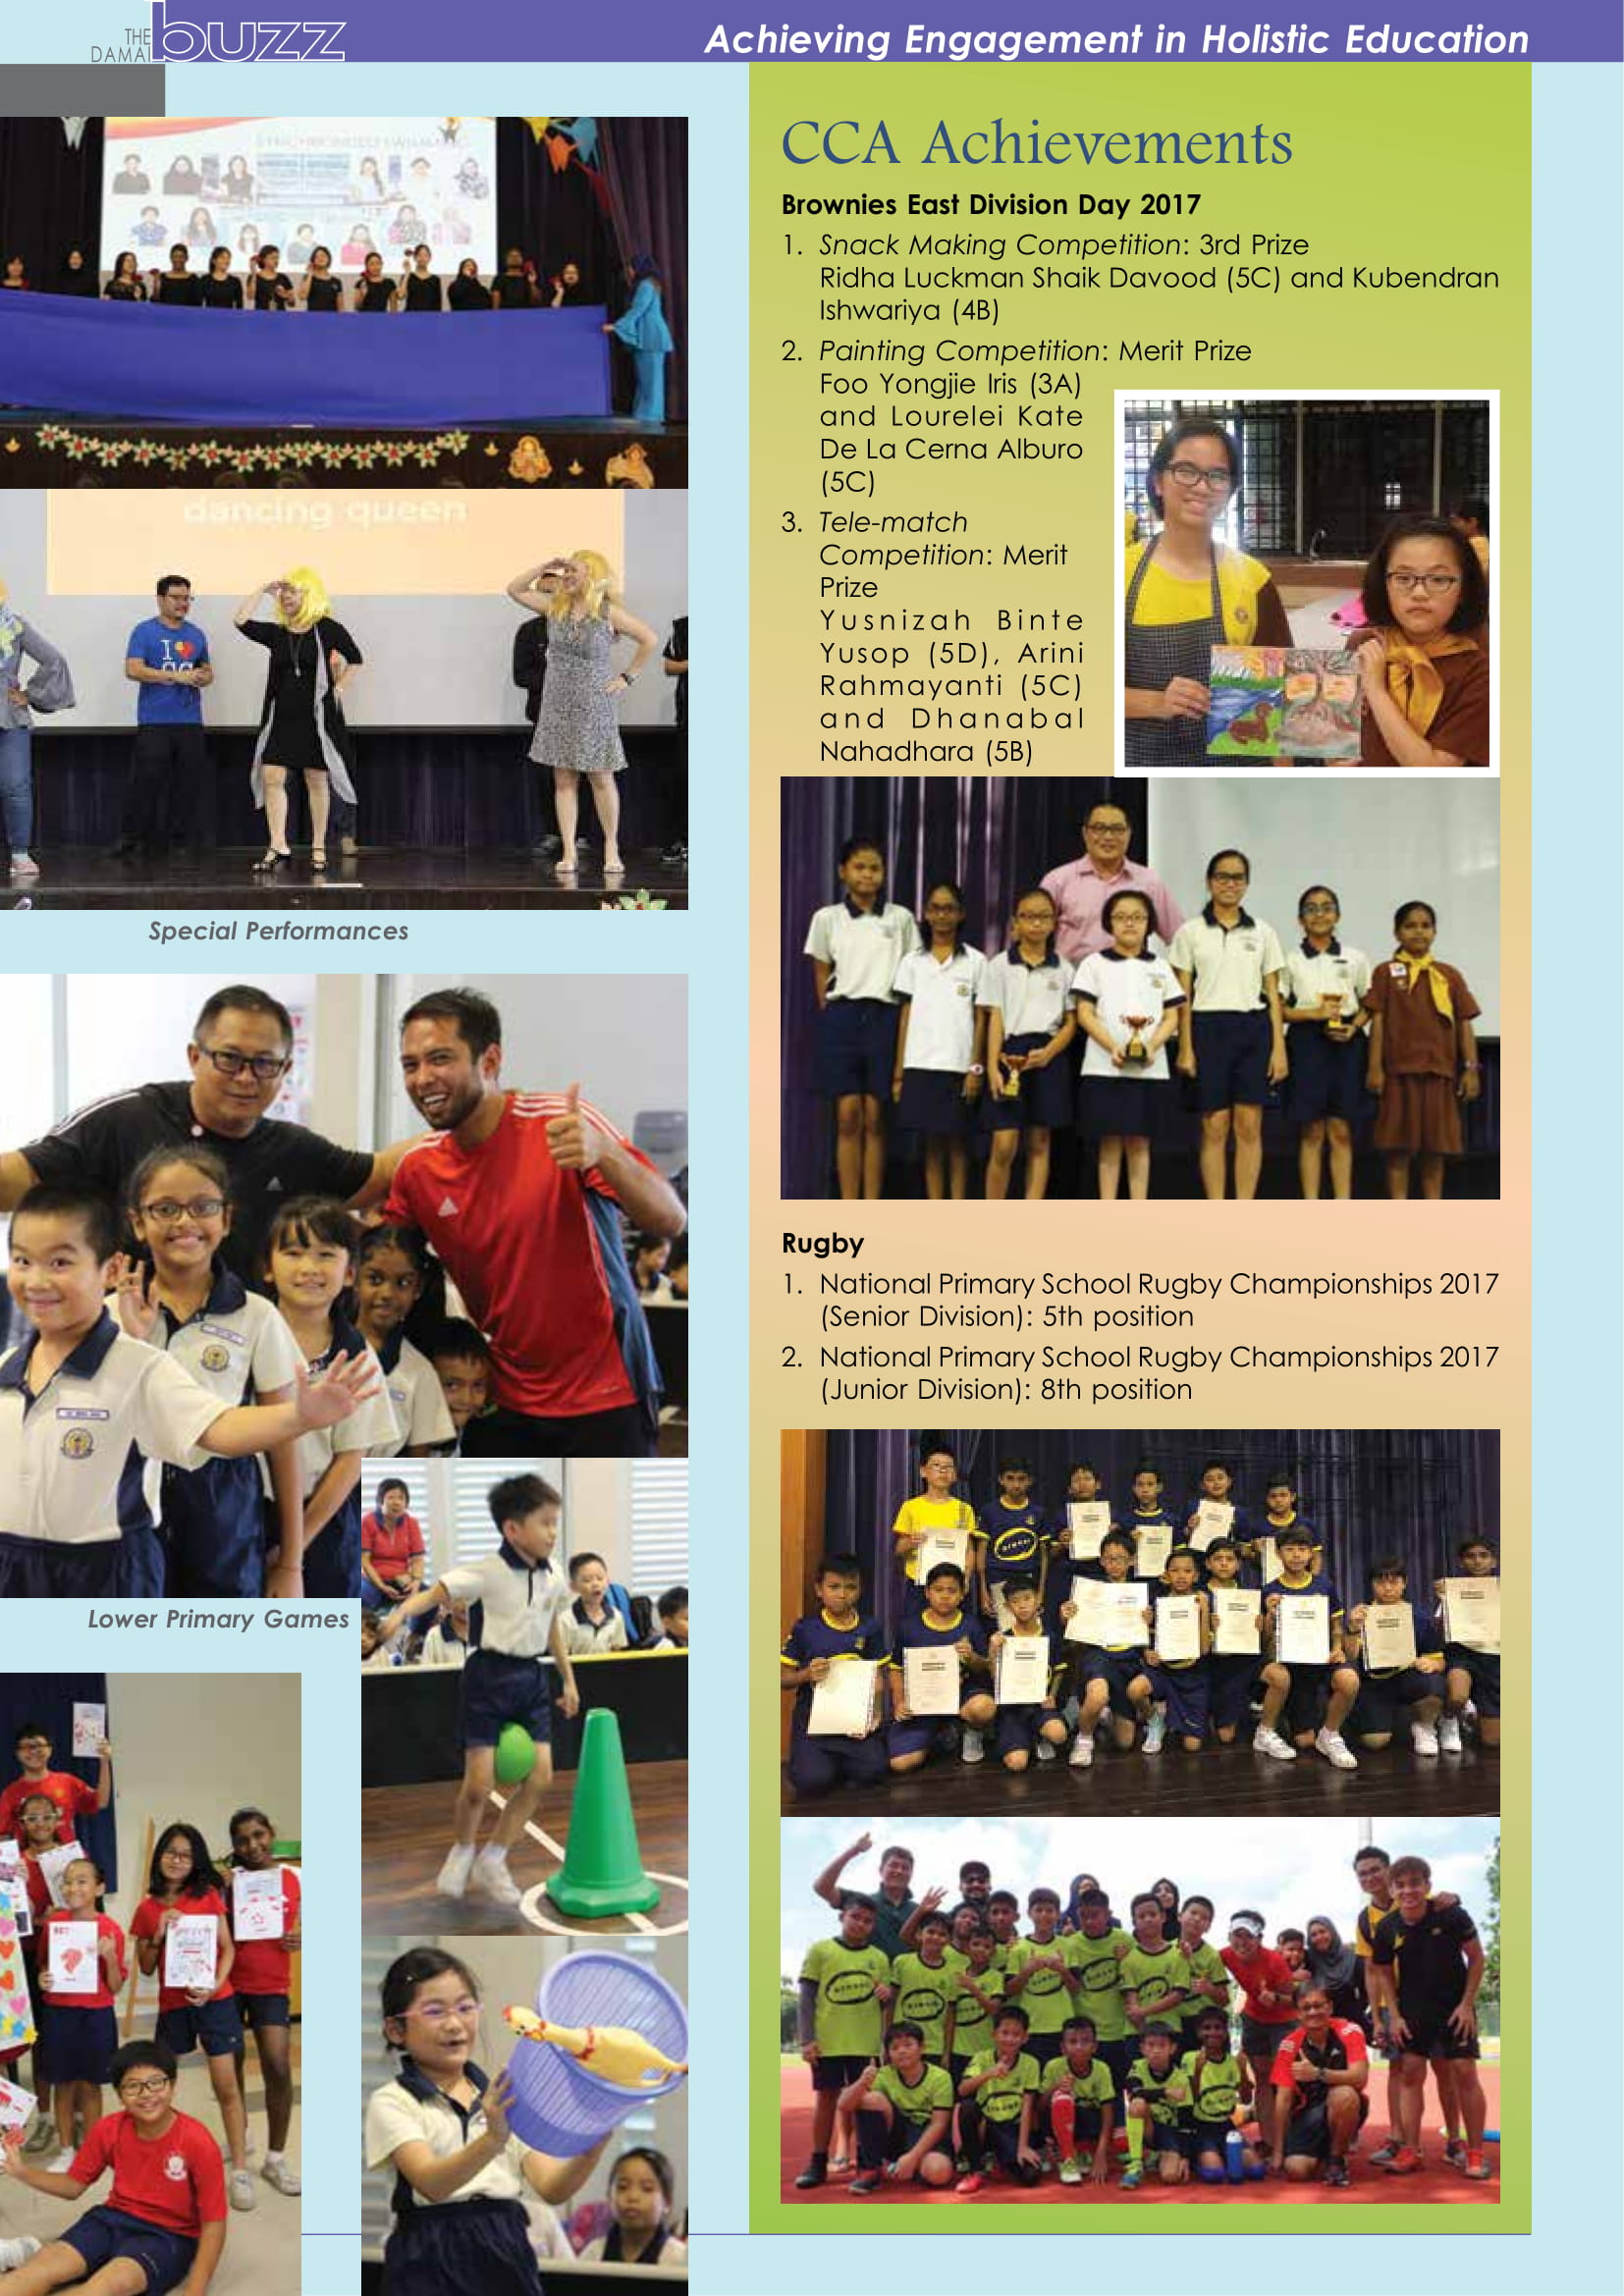 THE
DAMAI
buzz
Achieving Engagement in Holistic Education
SYNCHRONIZED SWIMMING
dancing queen
I
Special Performances
Lower Primary Games
CCA Achievements
Brownies East Division Day 2017
1. Snack Making Competition: 3rd Prize
Ridha Luckman Shaik Davood (5C) and Kubendran
Ishwariya (4B)
2. Painting Competition: Merit Prize
Foo Yongjie Iris (3A)
and Lourelei Kate
De La Cerna Alburo
(5C)
3. Tele-match
Competition: Merit
Prize
Yusnizah Binte
Yusop (5D), Arini
Rahmayanti (5C)
and Dhanabal
Nahadhara (5B)
Rugby
1. National Primary School Rugby Championships 2017
(Senior Division): 5th position
2. National Primary School Rugby Championships 2017
(Junior Division): 8th position